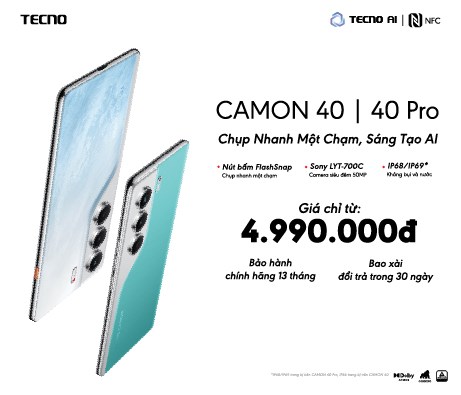 TECNO
TECNO AI | NFC
CAMON 40 | 40 Pro
Chụp Nhanh Một Chạm, Sáng Tạo AI
• Nút bấm FlashSnap
Chụp nhanh một chạm
• Sony LYT-700C
Camera siêu đêm 50MP
• IP68/IP69*
Kháng bụi và nước
Giá chỉ từ:
4.990.000đ
Bảo hành
chính hãng 13 tháng
Bao xài
đổi trả trong 30 ngày
Dolby